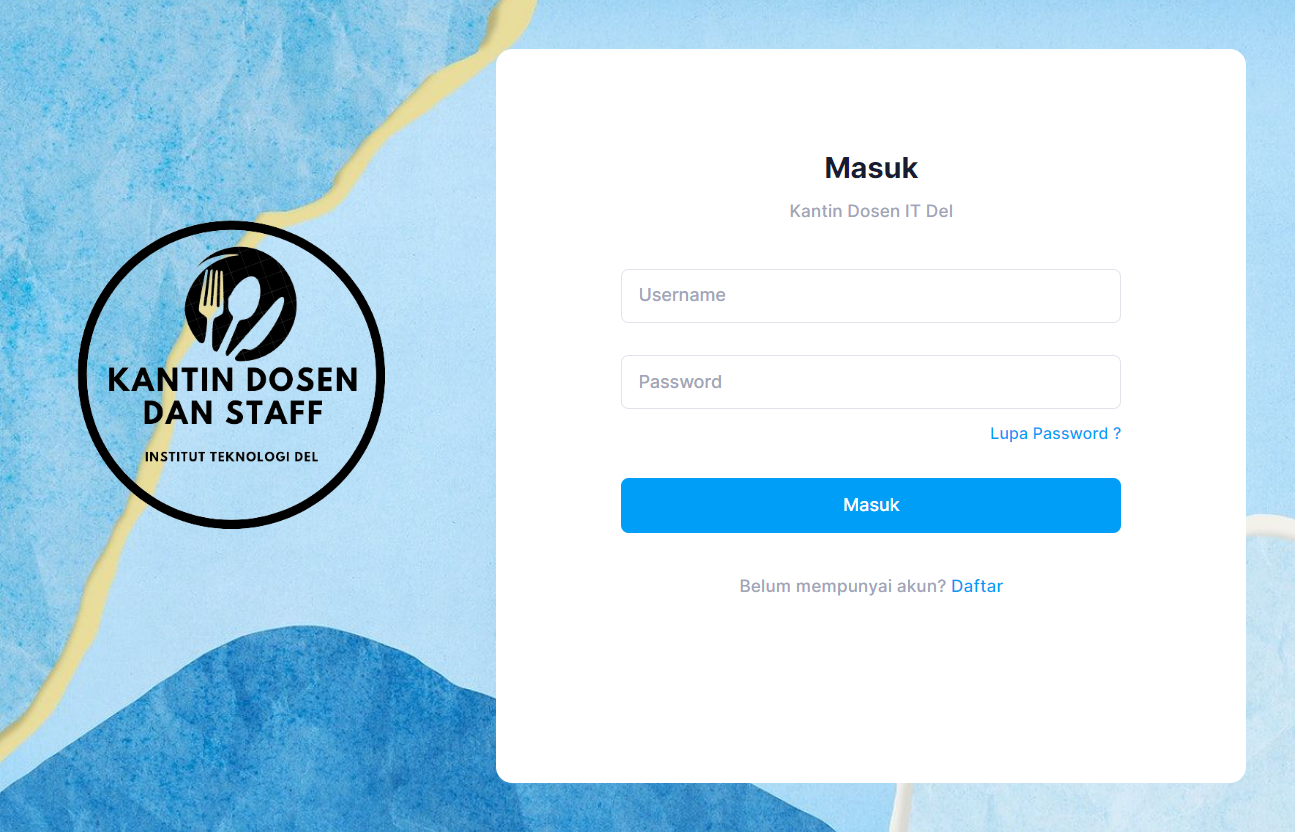 KANTIN DOSEN
DAN STAFF
INSTITUT TEKNOLOGI DEL
Masuk
Kantin Dosen IT Del
Username
Password
Lupa Password ?
Masuk
Belum mempunyai akun? Daftar